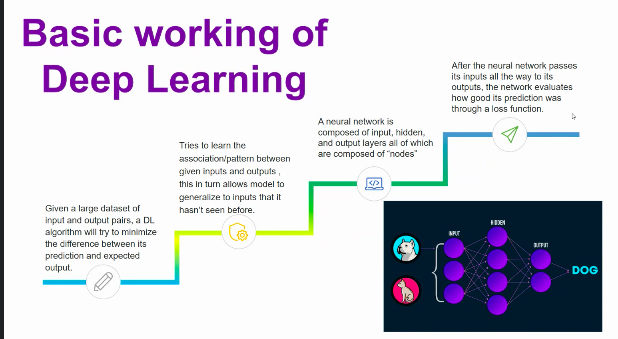 Basic working of
Deep Learning
Given a large dataset of
input and output pairs, a DL
algorithm will try to minimize
the difference between its
prediction and expected
output.
Tries to learn the
association/pattern between
given inputs and outputs ,
this in turn allows model to
generalize to inputs that it
hasn't seen before.
A neural network is
composed of input, hidden,
and output layers all of which
are composed of “nodes”
After the neural network passes
its inputs all the way to its
outputs, the network evaluates
how good its prediction was
through a loss function.
INPUT
HIDDEN
OUTPUT
DOG